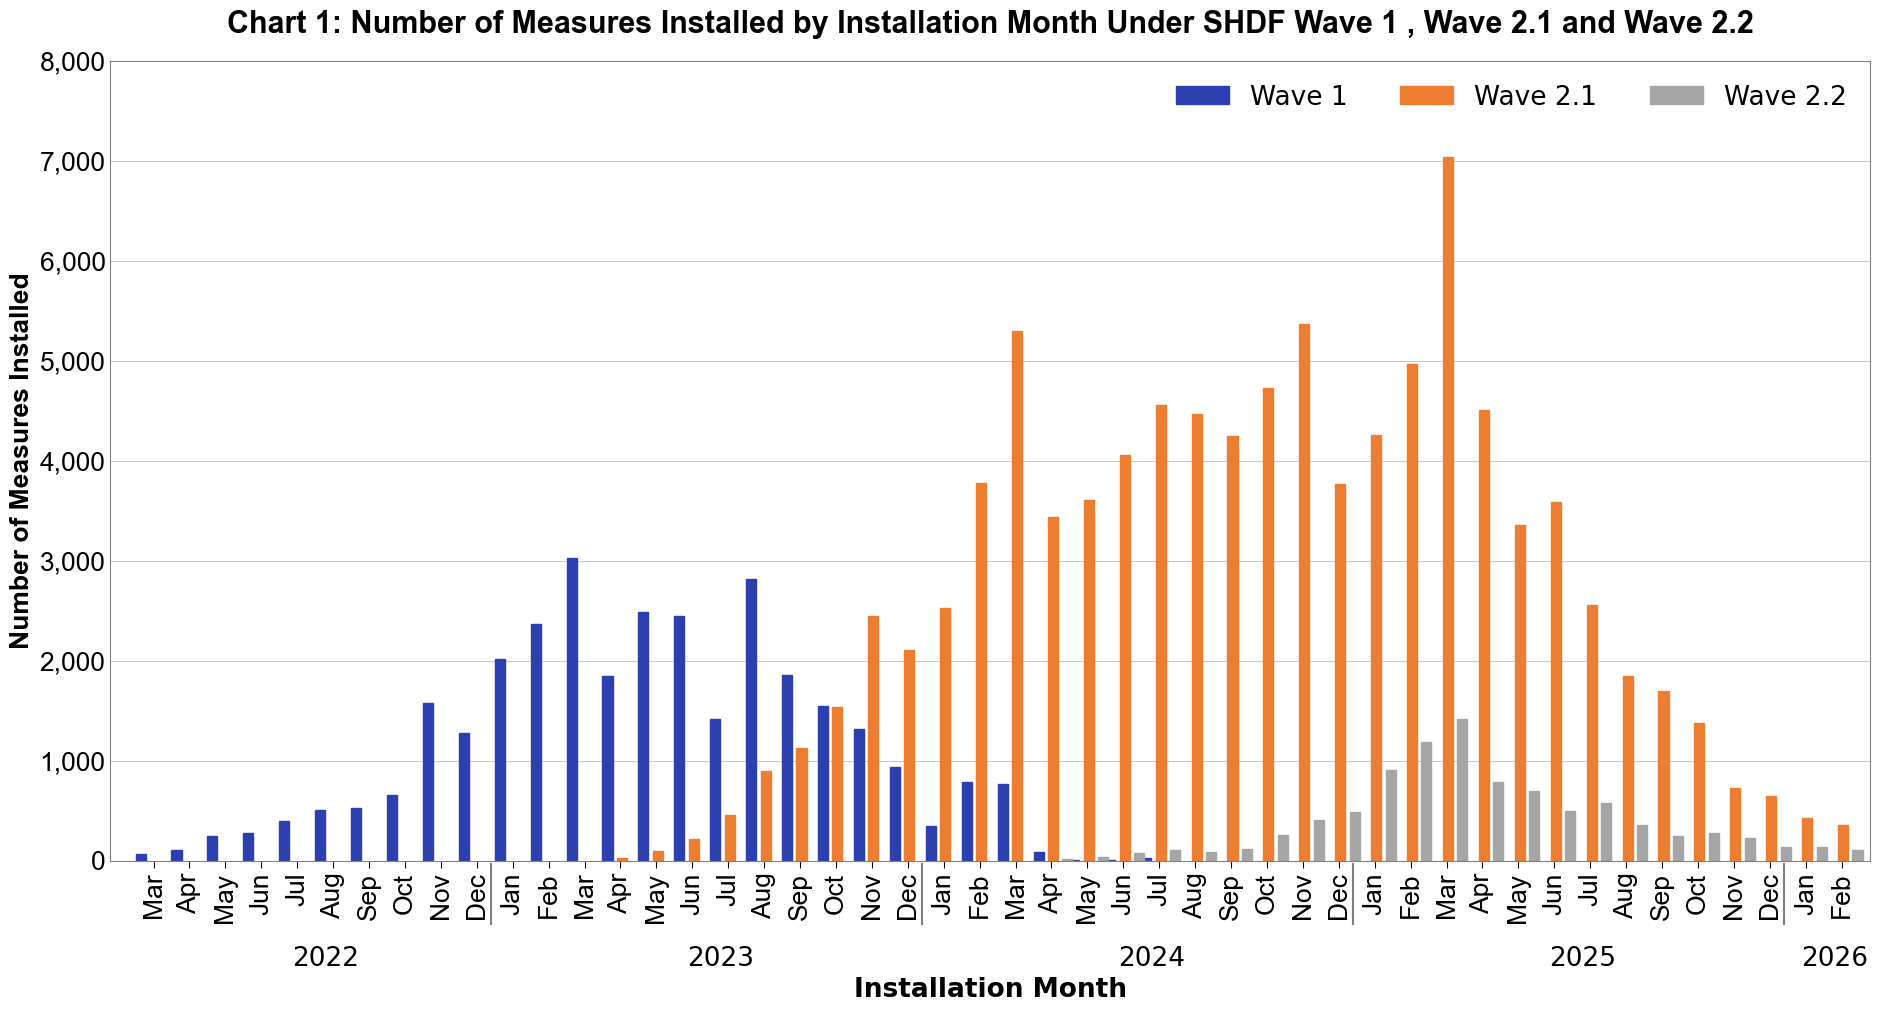 Chart 1: Number of Measures Installed by Installation Month Under SHDF Wave 1 , Wave 2.1 and Wave 2.2
Wave 1 Wave 2.1 Wave 2.2
Number of Measures Installed
8,000
7,000
6,000
5,000
4,000
3,000
2,000
1,000
0
Mar Apr May Jun Jul Aug Sep Oct Nov Dec Jan Feb Mar Apr May Jun Jul Aug Sep Oct Nov Dec Jan Feb Mar Apr May Jun Jul Aug Sep Oct Nov Dec Jan Feb Mar Apr May Jun Jul Aug Sep Oct Nov Dec Jan Feb
2022 2023 2024 2025 2026
Installation Month